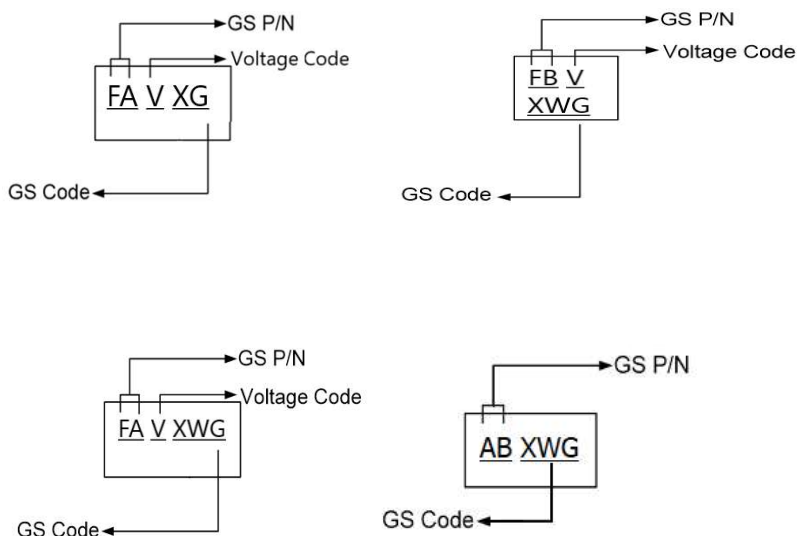 GS P/N
Voltage Code
FA V XG
GS Code
GS P/N
Voltage Code
FB V
XWG
GS Code
GS P/N
Voltage Code
FA V XWG
GS Code
GS P/N
AB XWG
GS Code